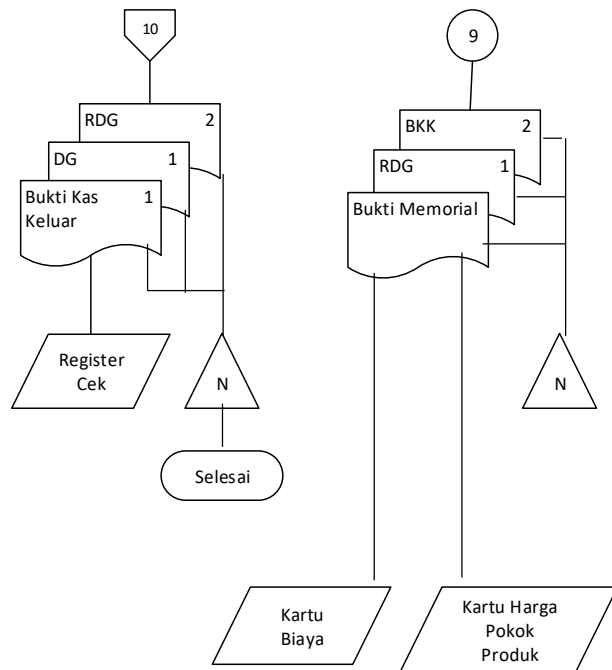 10
RDG 2
DG 1
Bukti Kas 1
Keluar
Register
Cek
N
Selesai
9
BKK 2
RDG 1
Bukti Memorial
N
Kartu
Biaya
Kartu Harga
Pokok
Produk